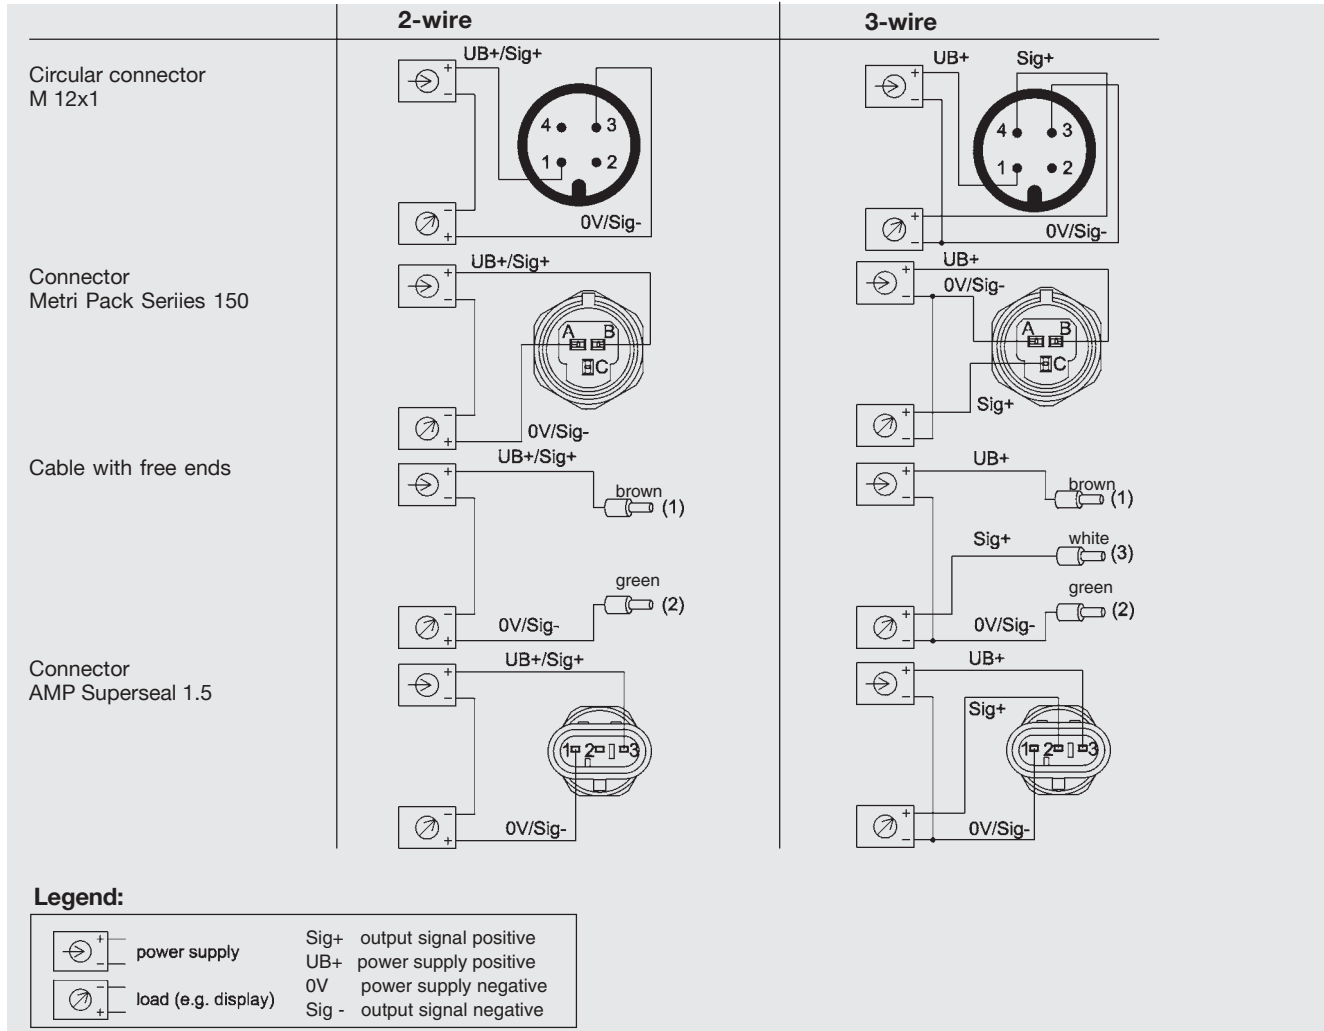 2-wire
3-wire
Circular connector
M 12x1
UB+/Sig+
+
−
4
3
1
2
−
+
0V/Sig-
UB+
Sig+
+
−
4
3
1
2
+
−
0V/Sig-
Connector
Metri Pack Seriies 150
UB+/Sig+
+
−
A
B
C
−
+
0V/Sig-
UB+
0V/Sig-
+
−
A
B
C
+
−
Sig+
Cable with free ends
UB+/Sig+
+
−
brown
(1)
green
(2)
−
+
0V/Sig-
UB+
+
−
brown
(1)
Sig+
white
(3)
green
(2)
+
−
0V/Sig-
Connector
AMP Superseal 1.5
UB+/Sig+
+
−
1 2 3
−
+
0V/Sig-
UB+
+
−
Sig+
1 2 3
+
−
0V/Sig-
Legend:
+
−
power supply
−
+
load (e.g. display)
Sig+ output signal positive
UB+ power supply positive
0V power supply negative
Sig - output signal negative